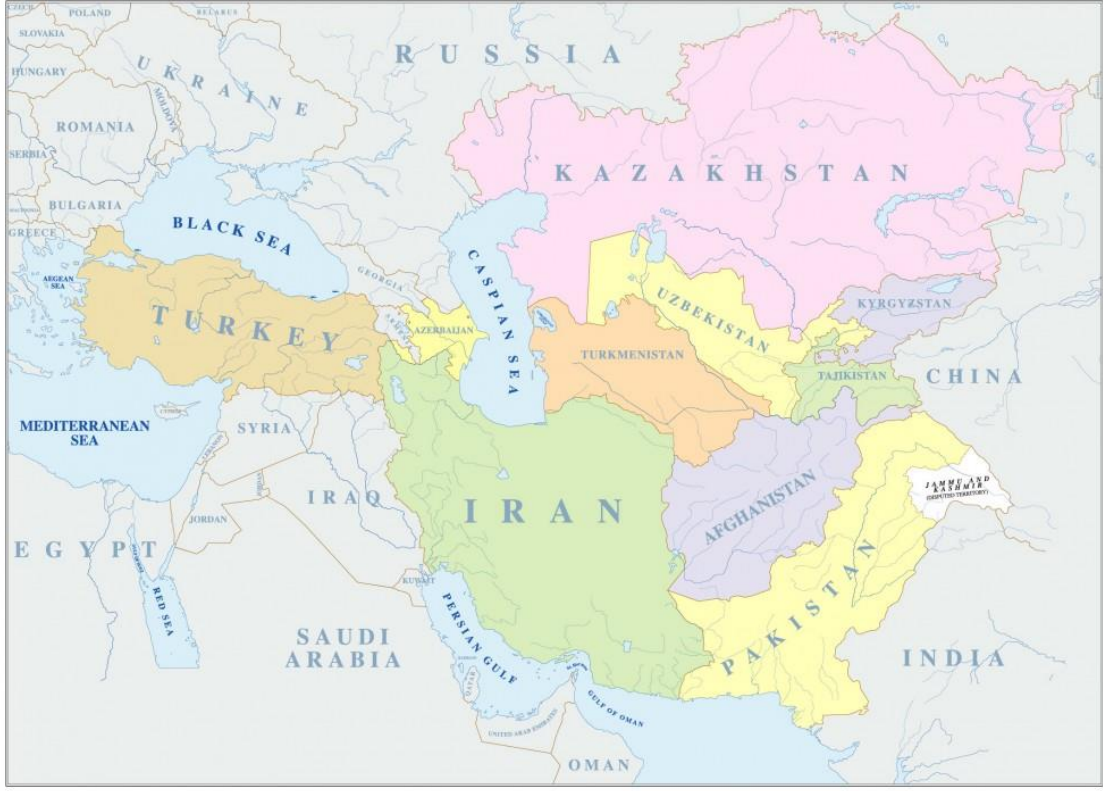 CZECH
POLAND
BELARUS
SLOVAKIA
RUSSIA
HUNGARY
UKRAINE
MOLDOVA
ROMANIA
KAZAKHSTAN
SERBIA
BULGARIA
MACEDONIA
GREECE
BLACK SEA
CASPIAN SEA
AEGEAN
SEA
GEORGIA
UZBEKISTAN
KYRGYZSTAN
TURKEY
AZERBAIJAN
TURKMENISTAN
TAJIKISTAN
CHINA
CYPRUS
MEDITERRANEAN
SEA
SYRIA
LEBANON
IRAQ
IRAN
AFGHANISTAN
JAMMU AND
KASHMIR
(DISPUTED TERRITORY)
JORDAN
EGYPT
KUWAIT
RED SEA
PERSIAN GULF
PAKISTAN
SAUDI
ARABIA
INDIA
QATAR
GULF OF OMAN
UNITED ARAB EMIRATES
OMAN